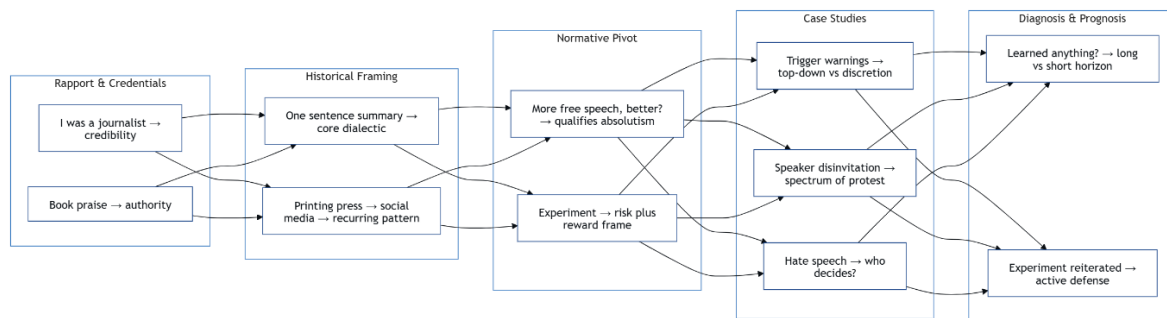 Rapport & Credentials
I was a journalist →
credibility
Book praise → authority
Historical Framing
One sentence summary →
core dialectic
Printing press → social
media → recurring pattern
Normative Pivot
More free speech, better?
→ qualifies absolutism
Experiment → risk plus
reward frame
Case Studies
Trigger warnings →
top-down vs discretion
Speaker disinvitation →
spectrum of protest
Hate speech → who
decides?
Diagnosis & Prognosis
Learned anything? → long
vs short horizon
Experiment reiterated →
active defense